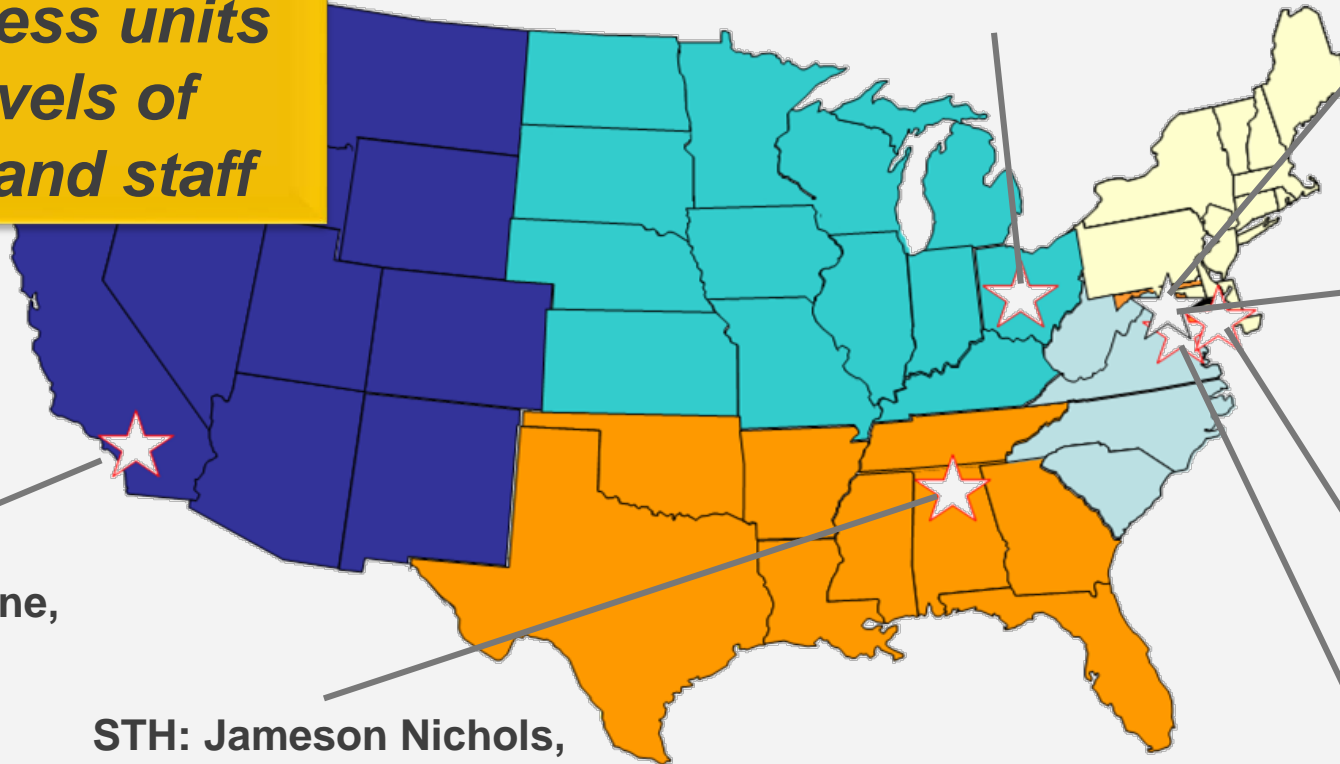 ess units
vels of
and staff
ne,
STH: Jameson Nichols,